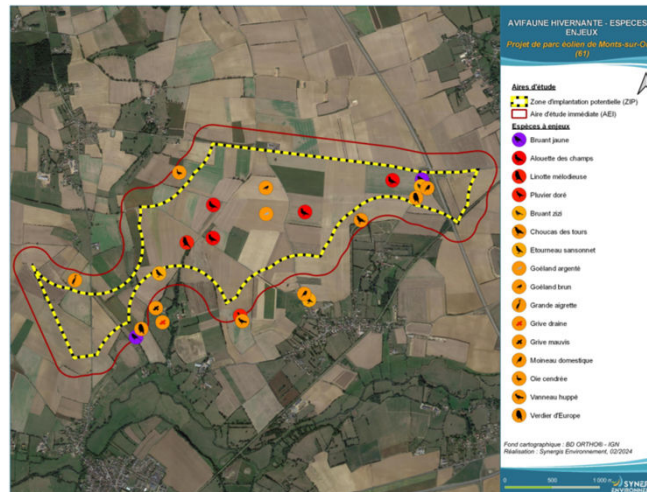 AVIFAUNE HIVERNANTE - ESPECES
ENJEUX
Projet de parc éolien de Monts-sur-O
(61)
Aires d'étude
Zone d'implantation potentielle (ZIP)
Aire d'étude immédiate (AEI)
Espèces à enjeux
Bruant jaune
Alouette des champs
Linotte mélodieuse
Pluvier doré
Bruant zizi
Choucas des tours
Etourneau sansonnet
Goéland argenté
Goéland brun
Grande aigrette
Grive draine
Grive mauvis
Moineau domestique
Oie cendrée
Vanneau huppé
Verdier d'Europe
Fond cartographique : BD ORTHO® - IGN
Réalisation : Synergis Environnement, 02/2024
0 500 1 000 m
SYNER
ENVIRONNE